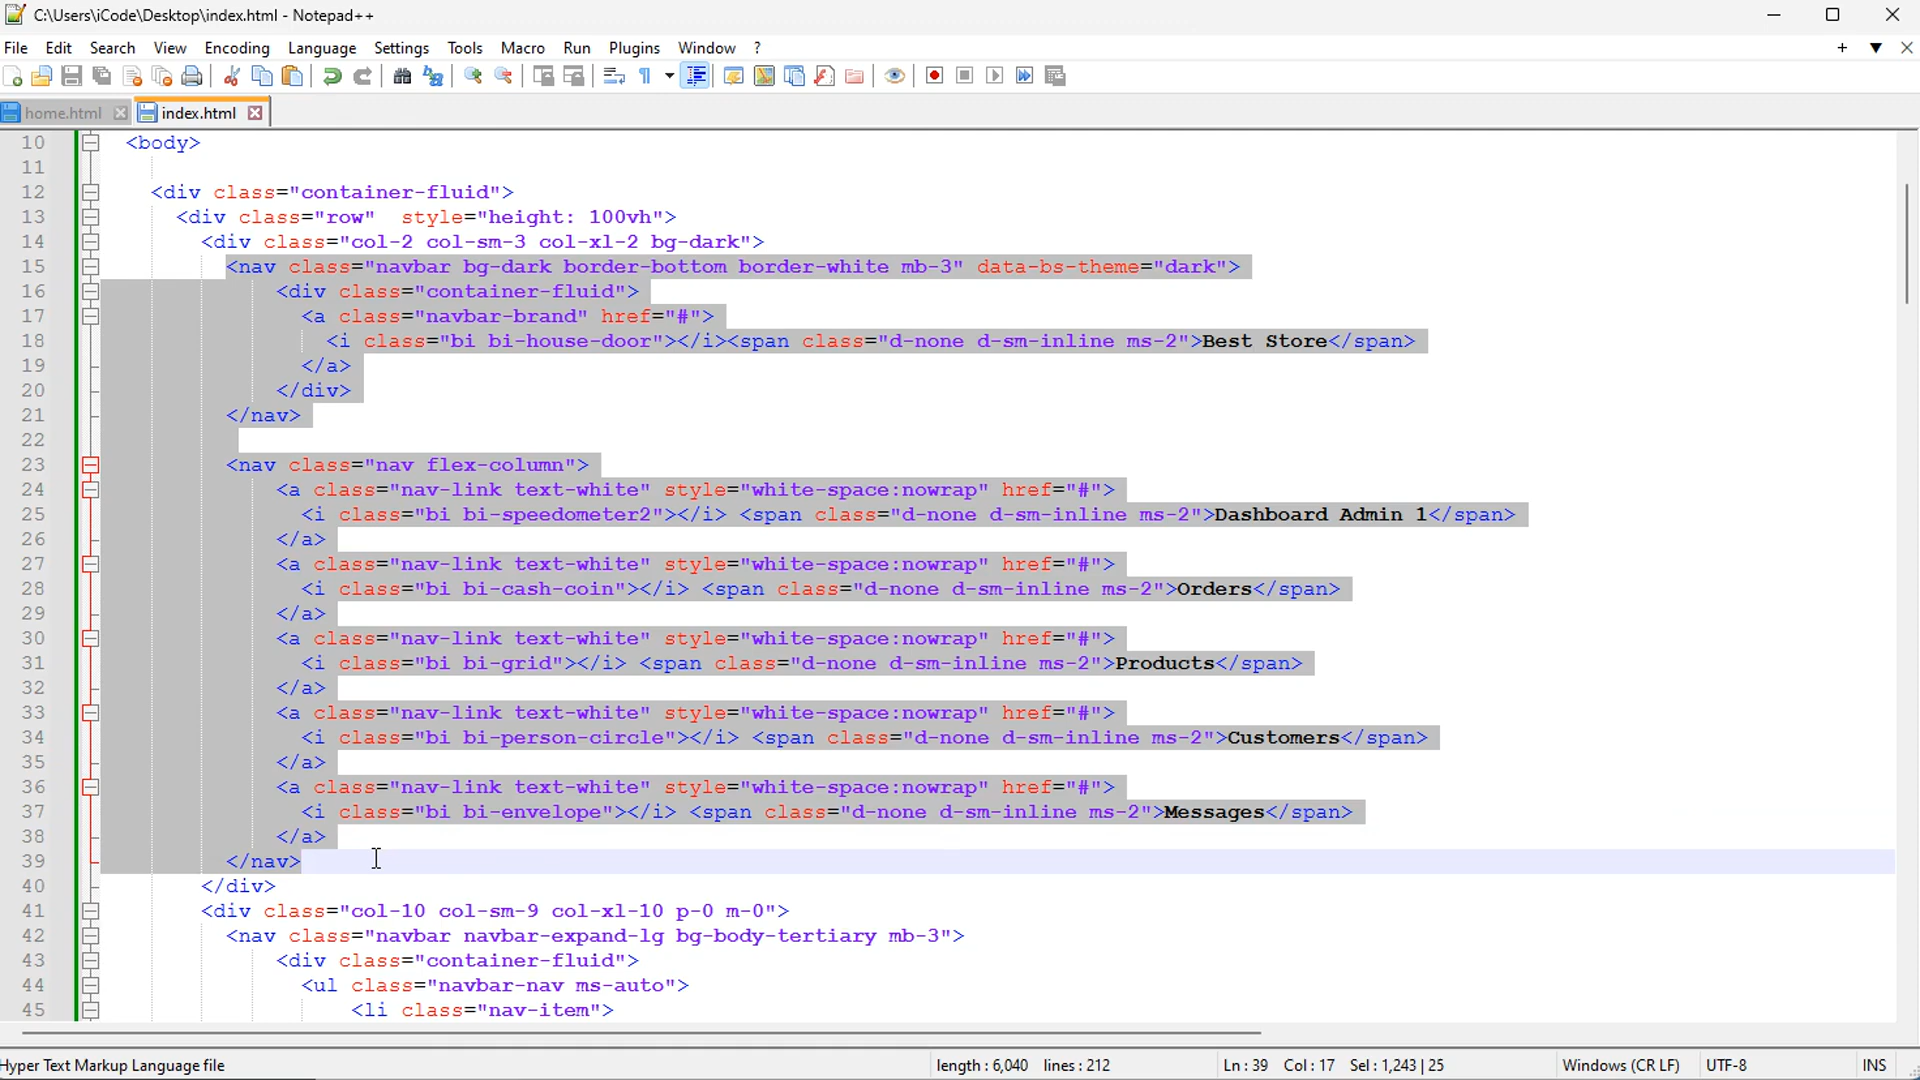 C:\Users\iCode\Desktop\index.html - Notepad++
File Edit Search View Encoding Language Settings Tools Macro Run Plugins Window ?
home.html index.html
10 <body>
11
12 <div class="container-fluid">
13 <div class="row"  style="height: 100vh">
14 <div class="col-2 col-sm-3 col-xl-2 bg-dark">
15 <nav class="navbar bg-dark border-bottom border-white mb-3" data-bs-theme="dark">
16 <div class="container-fluid">
17 <a class="navbar-brand" href="#">
18 <i class="bi bi-house-door"></i><span class="d-none d-sm-inline ms-2">Best Store</span>
19 </a>
20 </div>
21 </nav>
22
23 <nav class="nav flex-column">
24 <a class="nav-link text-white" style="white-space:nowrap" href="#">
25 <i class="bi bi-speedometer2"></i> <span class="d-none d-sm-inline ms-2">Dashboard Admin 1</span>
26 </a>
27 <a class="nav-link text-white" style="white-space:nowrap" href="#">
28 <i class="bi bi-cash-coin"></i> <span class="d-none d-sm-inline ms-2">Orders</span>
29 </a>
30 <a class="nav-link text-white" style="white-space:nowrap" href="#">
31 <i class="bi bi-grid"></i> <span class="d-none d-sm-inline ms-2">Products</span>
32 </a>
33 <a class="nav-link text-white" style="white-space:nowrap" href="#">
34 <i class="bi bi-person-circle"></i> <span class="d-none d-sm-inline ms-2">Customers</span>
35 </a>
36 <a class="nav-link text-white" style="white-space:nowrap" href="#">
37 <i class="bi bi-envelope"></i> <span class="d-none d-sm-inline ms-2">Messages</span>
38 </a>
39 </nav>
40 </div>
41 <div class="col-10 col-sm-9 col-xl-10 p-0 m-0">
42 <nav class="navbar navbar-expand-lg bg-body-tertiary mb-3">
43 <div class="container-fluid">
44 <ul class="navbar-nav ms-auto">
45 <li class="nav-item">
Hyper Text Markup Language file length : 6,040 lines : 212 Ln : 39 Col : 17 Sel : 1,243 | 25 Windows (CR LF) UTF-8 INS